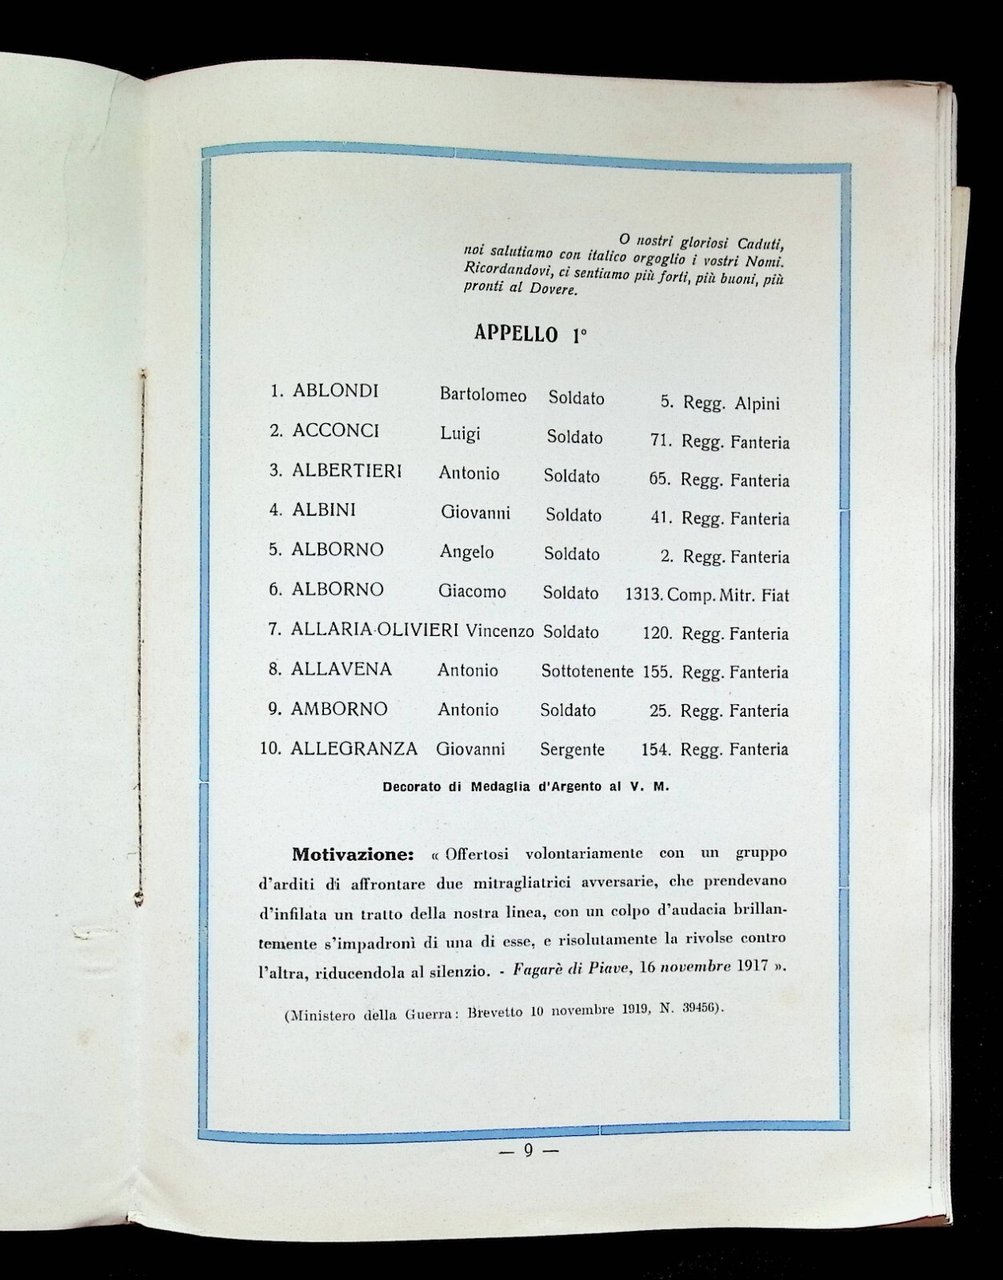 O nostri gloriosi Caduti,
noi salutiamo con italico orgoglio i vostri Nomi.
Ricordandovi, ci sentiamo più forti, più buoni, più
pronti al Dovere.
APPELLO 1°
1. ABLONDI Bartolomeo Soldato 5. Regg. Alpini
2. ACCONCI Luigi Soldato 71. Regg. Fanteria
3. ALBERTIERI Antonio Soldato 65. Regg. Fanteria
4. ALBINI Giovanni Soldato 41. Regg. Fanteria
5. ALBORNO Angelo Soldato 2. Regg. Fanteria
6. ALBORNO Giacomo Soldato 1313. Comp. Mitr. Fiat
7. ALLARIA-OLIVIERI Vincenzo Soldato 120. Regg. Fanteria
8. ALLAVENA Antonio Sottotenente 155. Regg. Fanteria
9. AMBORNO Antonio Soldato 25. Regg. Fanteria
10. ALLEGRANZA Giovanni Sergente 154. Regg. Fanteria
Decorato di Medaglia d'Argento al V. M.
Motivazione: « Offertosi volontariamente con un gruppo
d'arditi di affrontare due mitragliatrici avversarie, che prendevano
d'infilata un tratto della nostra linea, con un colpo d'audacia brillan-
temente s'impadronì di una di esse, e risolutamente la rivolse contro
l'altra, riducendola al silenzio. - Fagarè di Piave, 16 novembre 1917 ».
(Ministero della Guerra: Brevetto 10 novembre 1919, N. 39456).
— 9 —